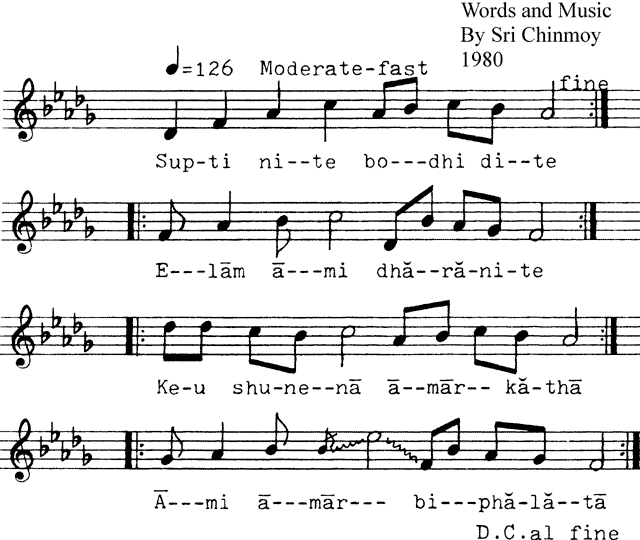 Words and Music
By Sri Chinmoy
1980
♩=126 Moderate-fast
fine
Sup-ti ni--te bo---dhi di--te
E---lām ā---mi dhă--ră-ni-te
Ke-u shu-ne--nā ā--mār-- kă-thā
Ā---mi ā---mār--- bi---phă-lă--tā
D.C.al fine